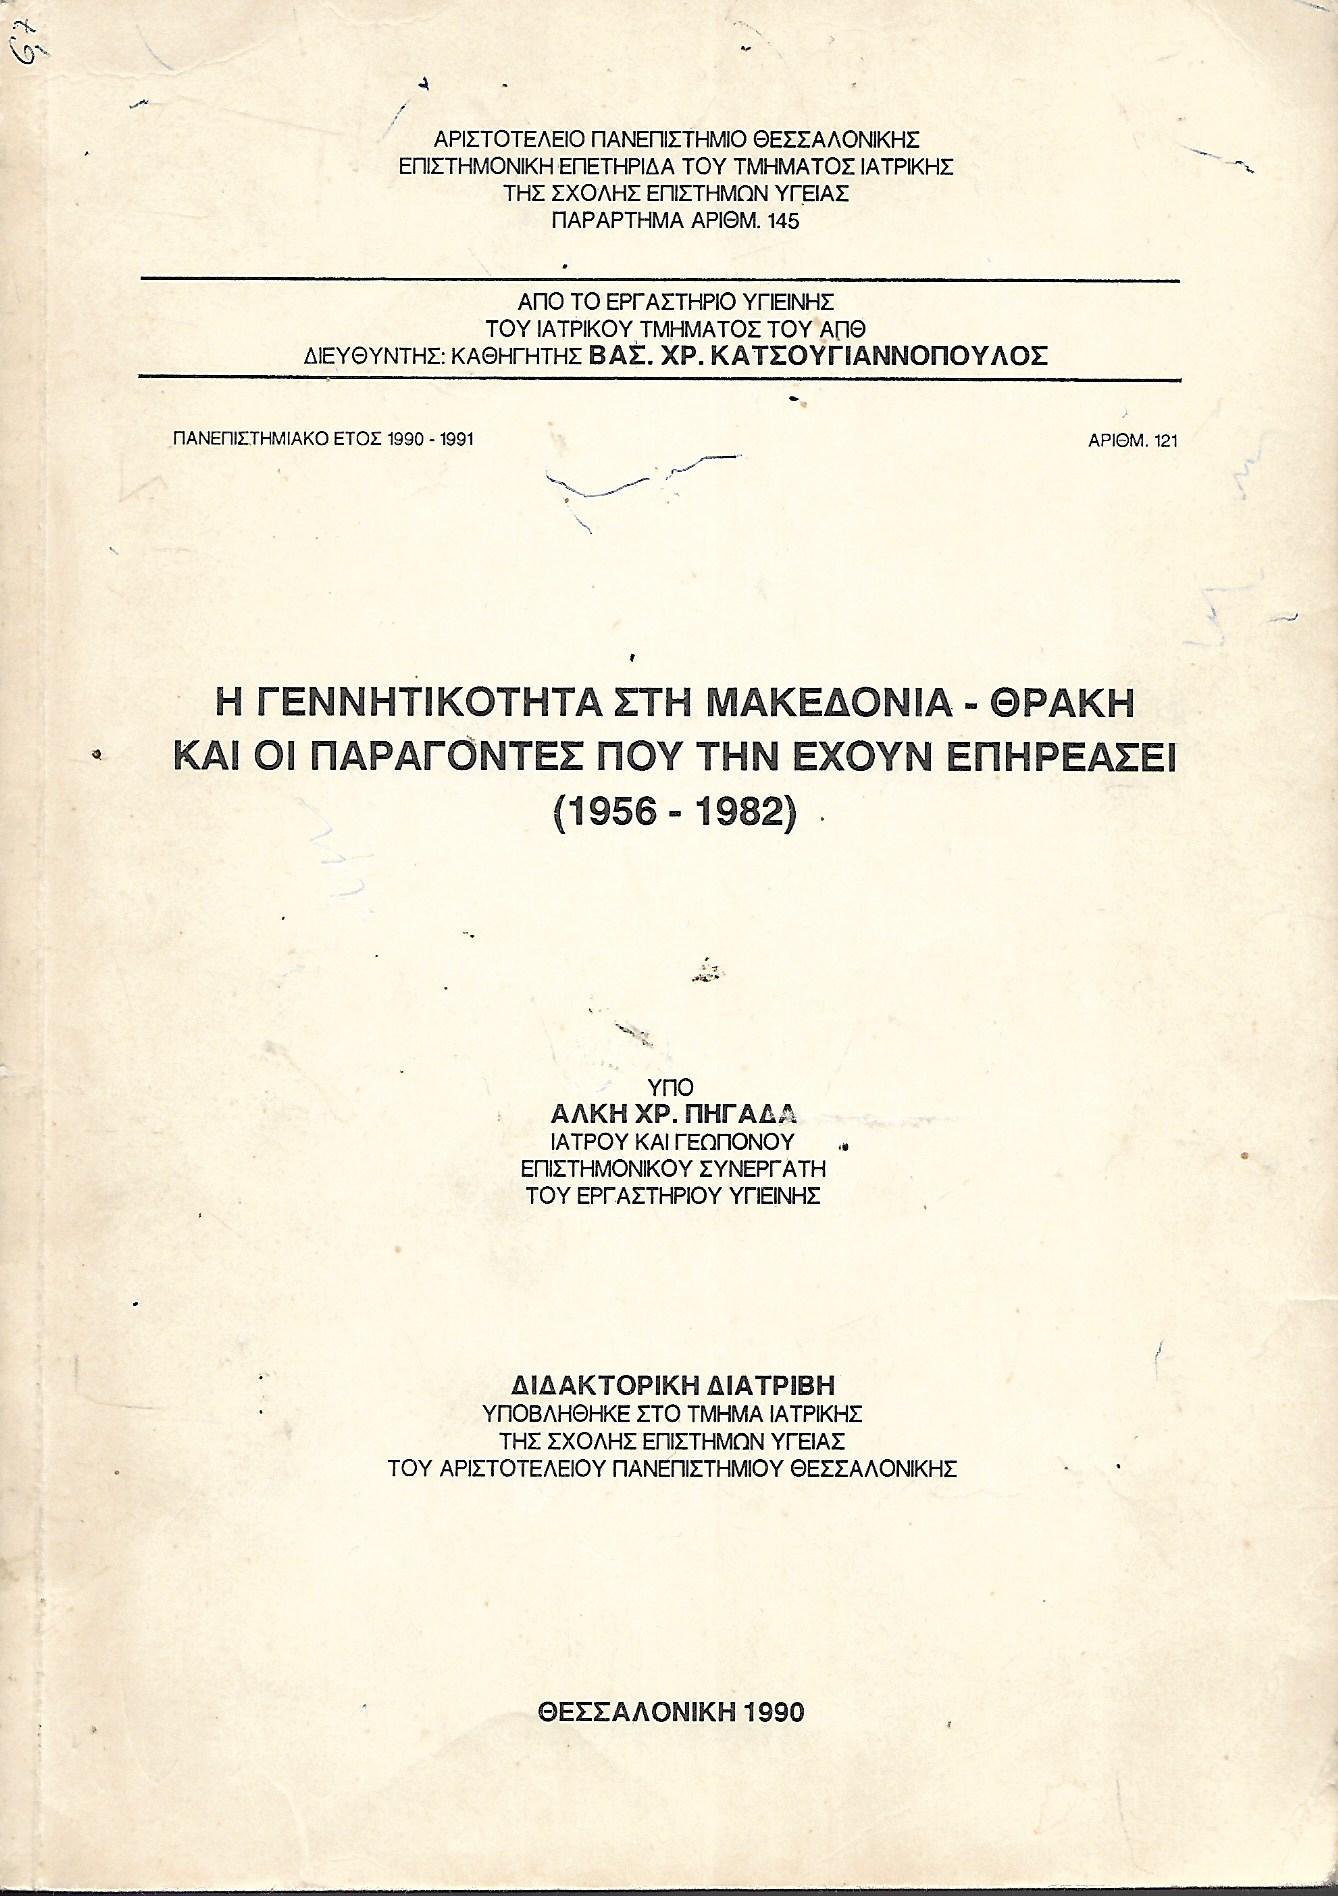 ΑΡΙΣΤΟΤΕΛΕΙΟ ΠΑΝΕΠΙΣΤΗΜΙΟ ΘΕΣΣΑΛΟΝΙΚΗΣ
ΕΠΙΣΤΗΜΟΝΙΚΗ ΕΠΕΤΗΡΙΔΑ ΤΟΥ ΤΜΗΜΑΤΟΣ ΙΑΤΡΙΚΗΣ
ΤΗΣ ΣΧΟΛΗΣ ΕΠΙΣΤΗΜΩΝ ΥΓΕΙΑΣ
ΠΑΡΑΡΤΗΜΑ ΑΡΙΘΜ. 145
ΑΠΟ ΤΟ ΕΡΓΑΣΤΗΡΙΟ ΥΓΙΕΙΝΗΣ
ΤΟΥ ΙΑΤΡΙΚΟΥ ΤΜΗΜΑΤΟΣ ΤΟΥ ΑΠΘ
ΔΙΕΥΘΥΝΤΗΣ: ΚΑΘΗΓΗΤΗΣ ΒΑΣ. ΧΡ. ΚΑΤΣΟΥΓΙΑΝΝΟΠΟΥΛΟΣ
ΠΑΝΕΠΙΣΤΗΜΙΑΚΟ ΕΤΟΣ 1990 - 1991
ΑΡΙΘΜ. 121
Η ΓΕΝΝΗΤΙΚΟΤΗΤΑ ΣΤΗ ΜΑΚΕΔΟΝΙΑ - ΘΡΑΚΗ
ΚΑΙ ΟΙ ΠΑΡΑΓΟΝΤΕΣ ΠΟΥ ΤΗΝ ΕΧΟΥΝ ΕΠΗΡΕΑΣΕΙ
(1956 - 1982)
ΥΠΟ
ΑΛΚΗ ΧΡ. ΠΗΓΑΔΑ
ΙΑΤΡΟΥ ΚΑΙ ΓΕΩΠΟΝΟΥ
ΕΠΙΣΤΗΜΟΝΙΚΟΥ ΣΥΝΕΡΓΑΤΗ
ΤΟΥ ΕΡΓΑΣΤΗΡΙΟΥ ΥΓΙΕΙΝΗΣ
ΔΙΔΑΚΤΟΡΙΚΗ ΔΙΑΤΡΙΒΗ
ΥΠΟΒΛΗΘΗΚΕ ΣΤΟ ΤΜΗΜΑ ΙΑΤΡΙΚΗΣ
ΤΗΣ ΣΧΟΛΗΣ ΕΠΙΣΤΗΜΩΝ ΥΓΕΙΑΣ
ΤΟΥ ΑΡΙΣΤΟΤΕΛΕΙΟΥ ΠΑΝΕΠΙΣΤΗΜΙΟΥ ΘΕΣΣΑΛΟΝΙΚΗΣ
ΘΕΣΣΑΛΟΝΙΚΗ 1990